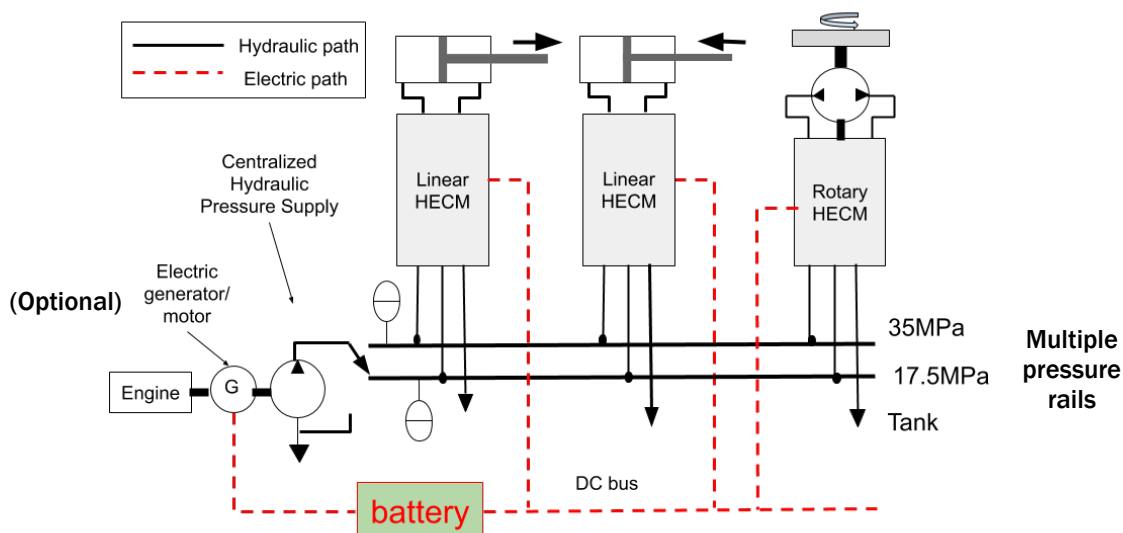 Hydraulic path
Electric path
Centralized
Hydraulic
Pressure Supply
Linear
HECM
Linear
HECM
Rotary
HECM
(Optional)
Electric
generator/
motor
35MPa
17.5MPa
Tank
Multiple
pressure
rails
Engine
G
DC bus
battery